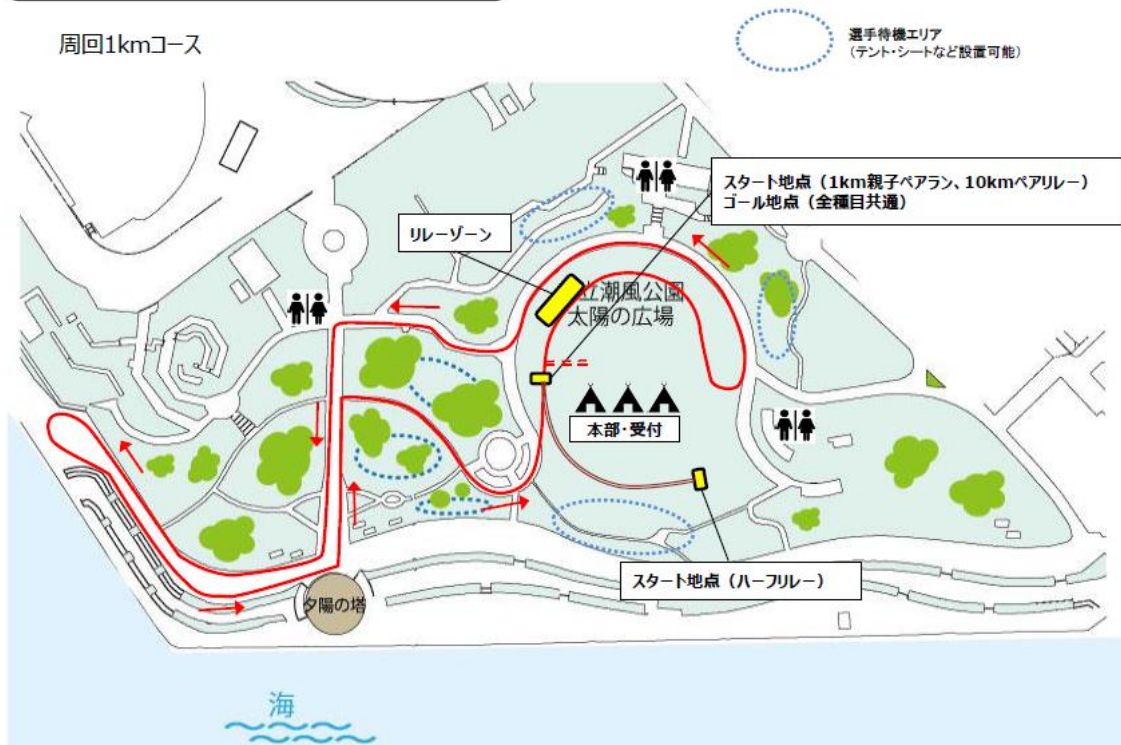 周回1kmコース
選手待機エリア
(テント・シートなど設置可能)
スタート地点（1km親子ペアラン、10kmペアリレー）
ゴール地点（全種目共通）
リレーゾーン
立潮風公園
太陽の広場
本部・受付
スタート地点（ハーフリレー）
夕陽の塔
海